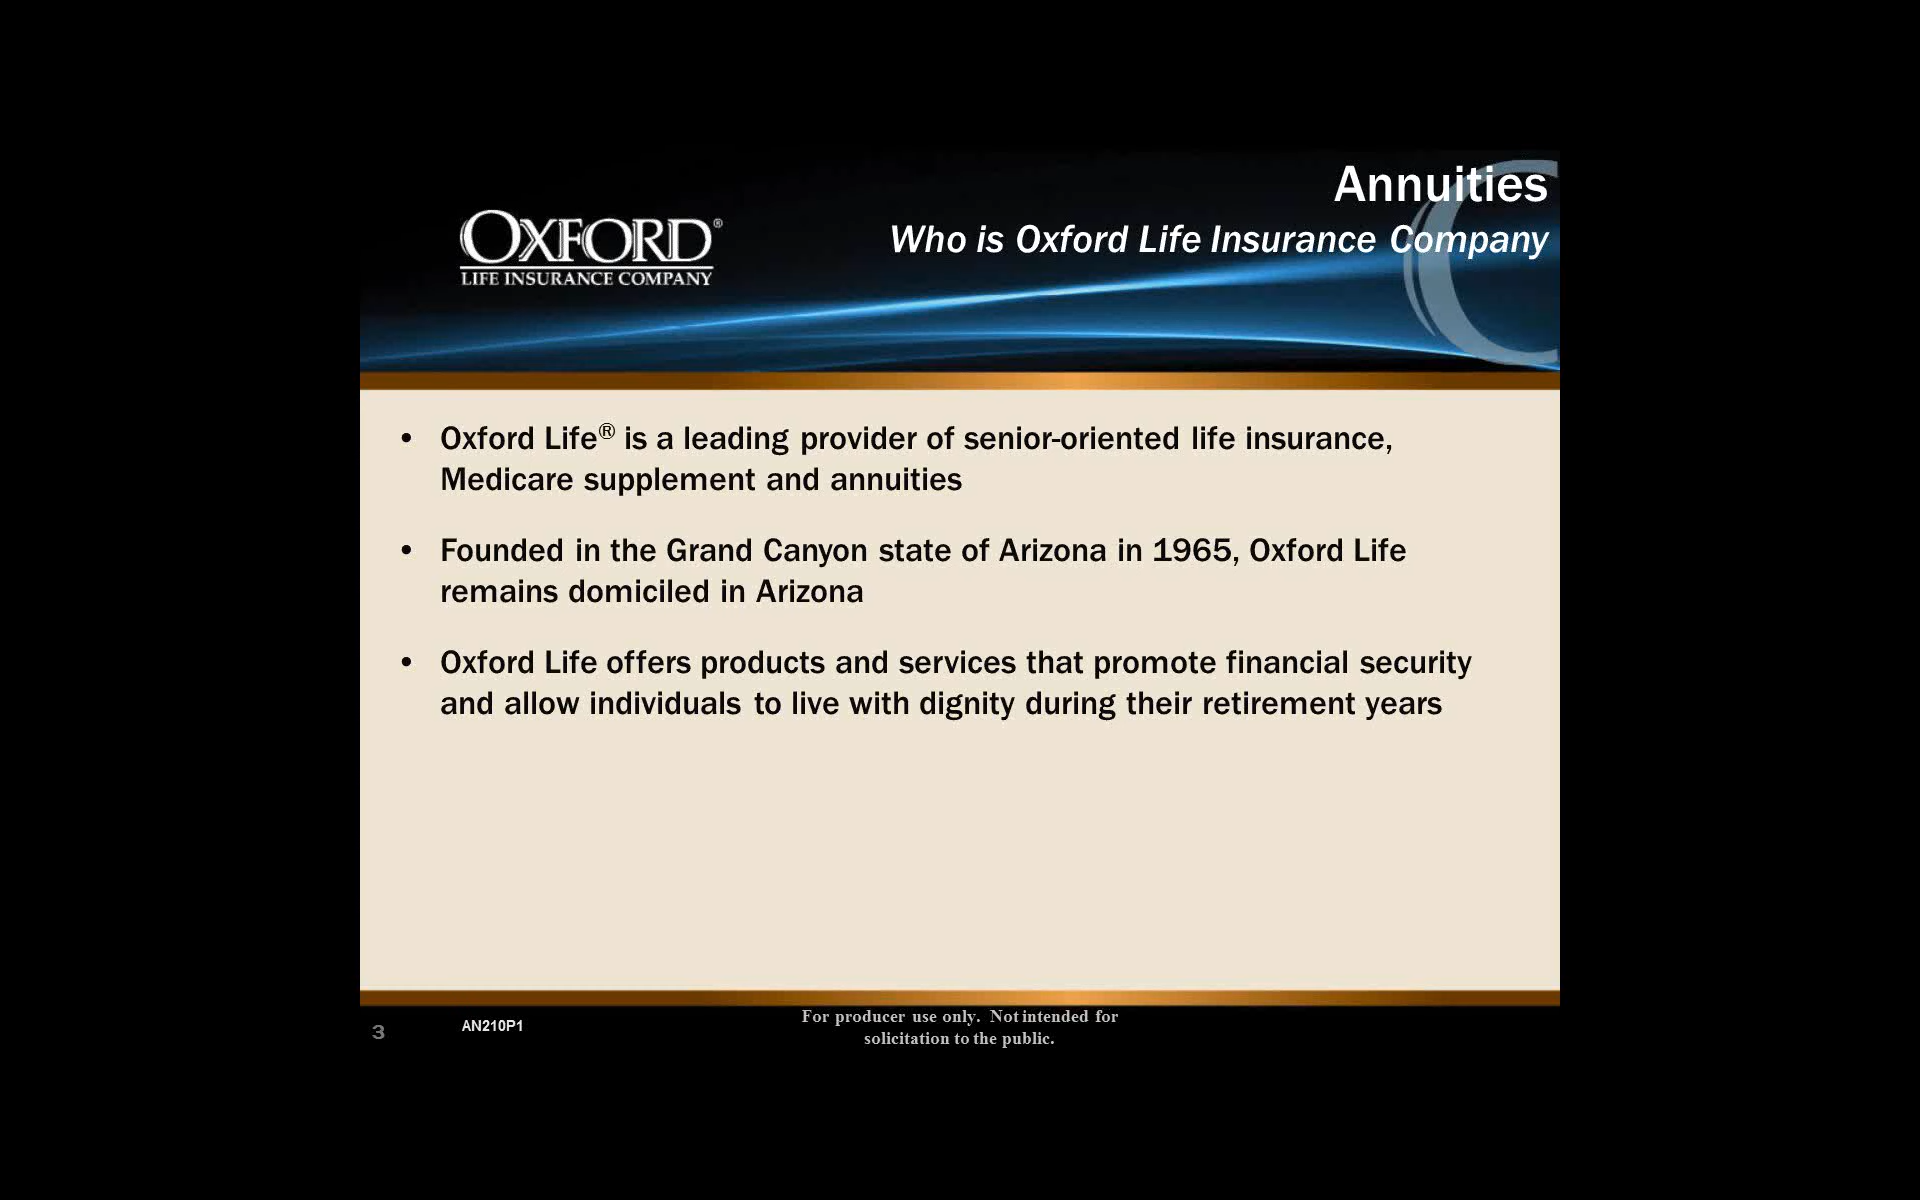 Annuities
OXFORD®
LIFE INSURANCE COMPANY
Who is Oxford Life Insurance Company
• Oxford Life® is a leading provider of senior-oriented life insurance,
Medicare supplement and annuities
• Founded in the Grand Canyon state of Arizona in 1965, Oxford Life
remains domiciled in Arizona
• Oxford Life offers products and services that promote financial security
and allow individuals to live with dignity during their retirement years
3
AN210P1
For producer use only. Not intended for
solicitation to the public.